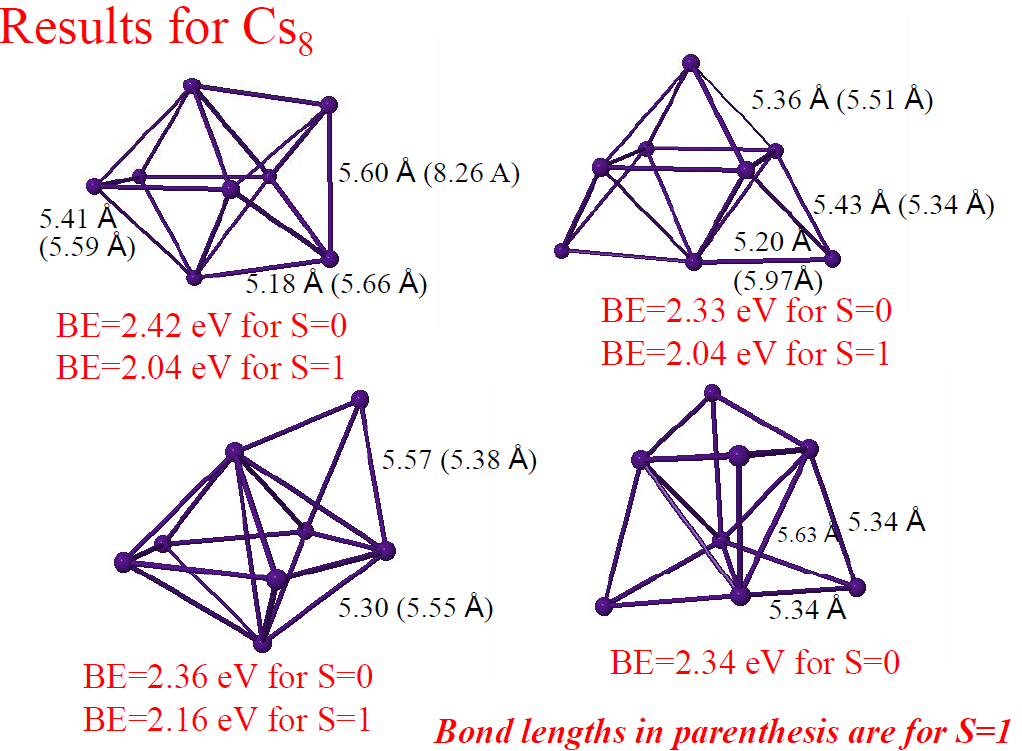 Results for Cs₈
5.60 Å (8.26 A)
5.41 Å
(5.59 Å)
5.18 Å (5.66 Å)
BE=2.42 eV for S=0
BE=2.04 eV for S=1
5.36 Å (5.51 Å)
5.43 Å (5.34 Å)
5.20 Å
(5.97Å)
BE=2.33 eV for S=0
BE=2.04 eV for S=1
5.57 (5.38 Å)
5.30 (5.55 Å)
BE=2.36 eV for S=0
BE=2.16 eV for S=1
5.63 Å
5.34 Å
5.34 Å
BE=2.34 eV for S=0
Bond lengths in parenthesis are for S=1